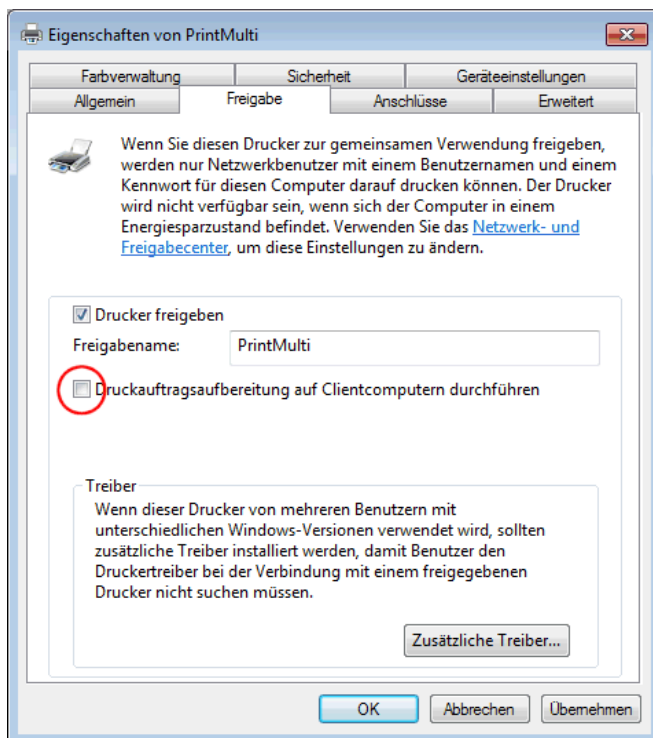 Eigenschaften von PrintMulti
Farbverwaltung Sicherheit Geräteeinstellungen
Allgemein Freigabe Anschlüsse Erweitert
Wenn Sie diesen Drucker zur gemeinsamen Verwendung freigeben,
werden nur Netzwerkbenutzer mit einem Benutzernamen und einem
Kennwort für diesen Computer darauf drucken können. Der Drucker
wird nicht verfügbar sein, wenn sich der Computer in einem
Energiesparzustand befindet. Verwenden Sie das Netzwerk- und
Freigabecenter, um diese Einstellungen zu ändern.
Drucker freigeben
Freigabename: PrintMulti
Druckauftragsaufbereitung auf Clientcomputern durchführen
Treiber
Wenn dieser Drucker von mehreren Benutzern mit
unterschiedlichen Windows-Versionen verwendet wird, sollten
zusätzliche Treiber installiert werden, damit Benutzer den
Druckertreiber bei der Verbindung mit einem freigegebenen
Drucker nicht suchen müssen.
Zusätzliche Treiber...
OK Abbrechen Übernehmen